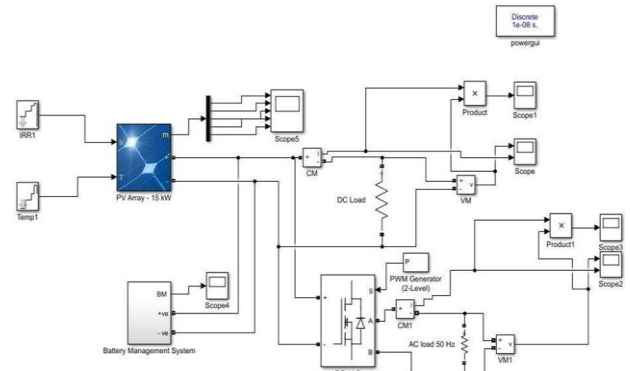 Discrete
1e-08 s.
powergui
IRR1
Temp1
m
T
+
-
PV Array - 15 kW
Scope5
+
i
-
CM
DC Load
+
-
v
VM
×
Product
Scope1
Scope
×
Product1
Scope3
Scope2
BM
+ve
- ve
Scope4
Battery Management System
P
PWM Generator
(2-Level)
g
+
A
-
B
+
i
-
CM1
AC load 50 Hz
+
-
v
VM1